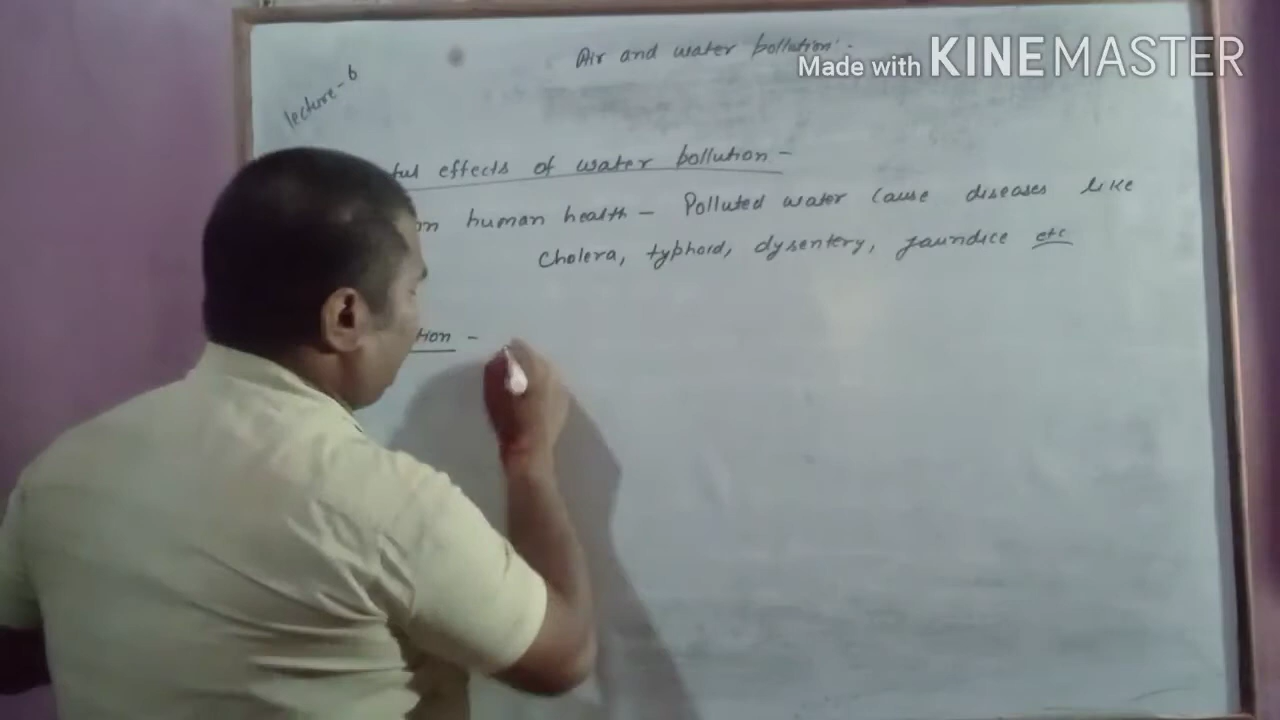 Air and water pollution -
Made with KINEMASTER
lecture-6
ful effects of water pollution -
on human health - Polluted water cause diseases like
Cholera, typhoid, dysentery, jaundice etc
tion -